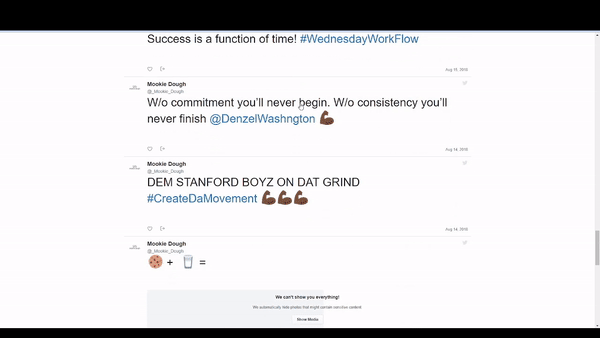 Success is a function of time! #WednesdayWorkFlow
Aug 15, 2018
Mookie Dough
@_Mookie_Dough
W/o commitment you'll never begin. W/o consistency you'll
never finish @DenzelWashngton 💪🏿
Aug 14, 2018
Mookie Dough
@_Mookie_Dough
DEM STANFORD BOYZ ON DAT GRIND
#CreateDaMovement 💪🏿💪🏿💪🏿
Aug 14, 2018
Mookie Dough
@_Mookie_Dough
🍪 + 🥛 =
We can't show you everything!
We automatically hide photos that might contain sensitive content.
Show Media